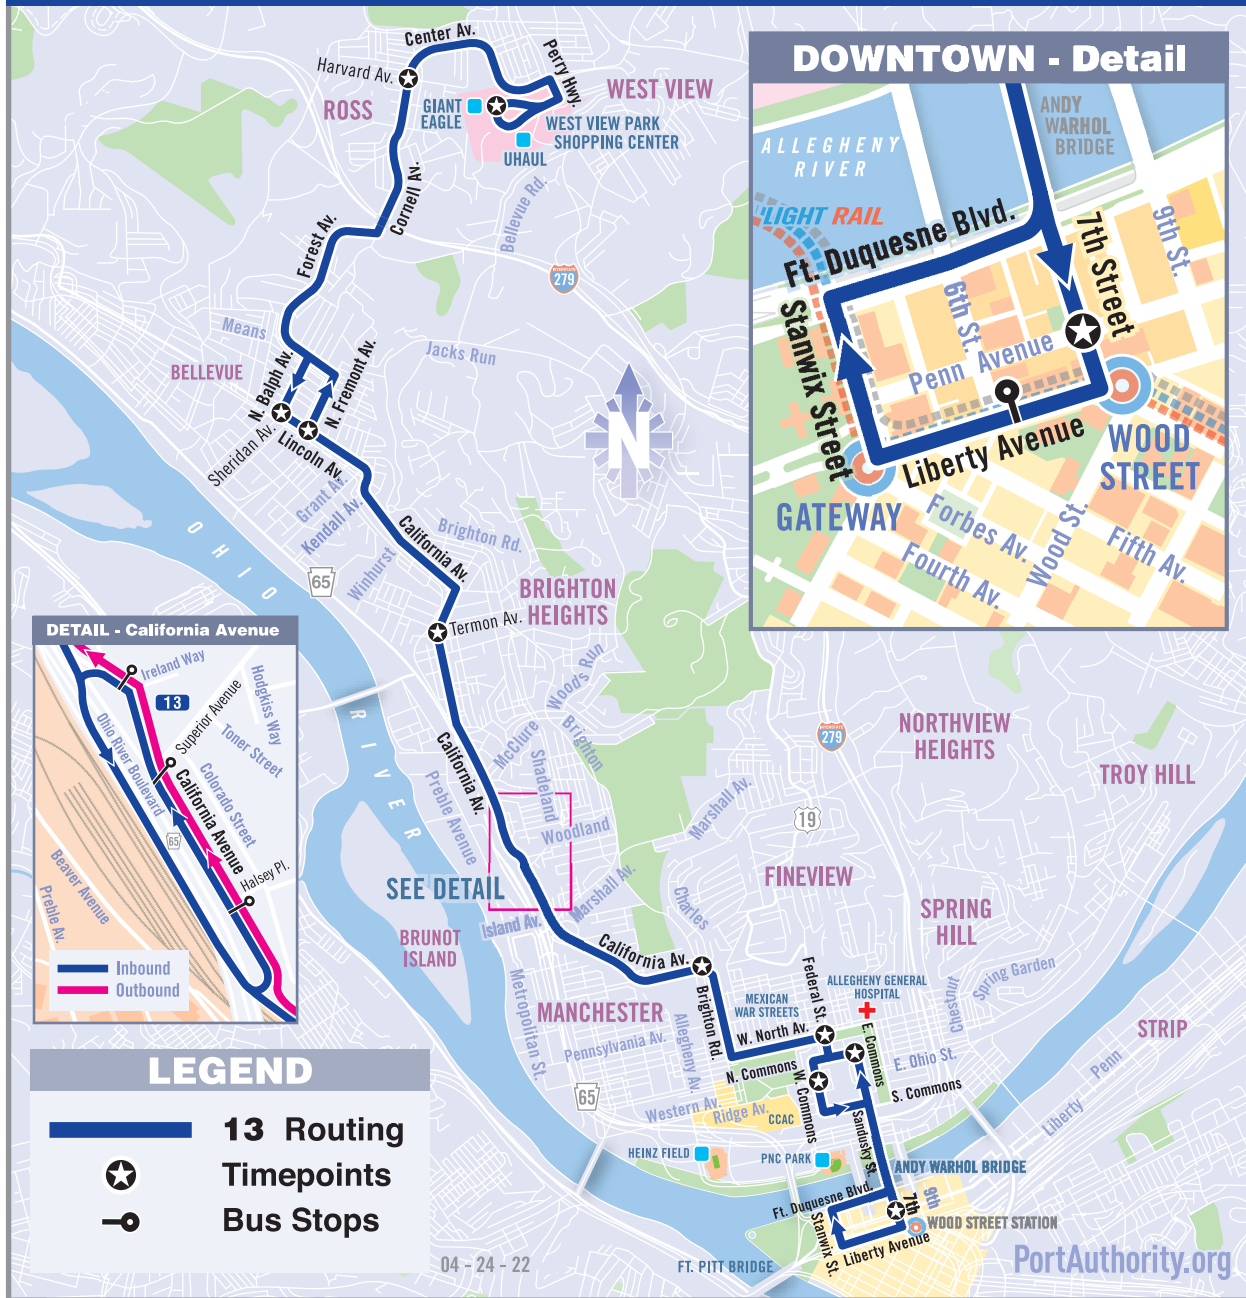 Center Av.
Harvard Av.
Perry Hwy.
WEST VIEW
ROSS
GIANT
EAGLE
WEST VIEW PARK
SHOPPING CENTER
UHAUL
Cornell Av.
Bellevue Rd.
Forest Av.
INTERSTATE
279
Means
Jacks Run
BELLEVUE
N. Balph Av.
N. Fremont Av.
Sheridan Av.
Lincoln Av.
Grant Av.
Kendall Av.
California Av.
Brighton Rd.
Winhurst
65
N
OHIO
RIVER
BRIGHTON
HEIGHTS
Termon Av.
Wood's Run
McClure
Brighton
Shadeland
California Av.
Preble Avenue
Woodland
Marshall Av.
INTERSTATE
279
19
NORTHVIEW
HEIGHTS
TROY HILL
FINEVIEW
SPRING
HILL
SEE DETAIL
Island Av.
Marshall Av.
Charles
BRUNOT
ISLAND
California Av.
Metropolitan St.
MANCHESTER
Brighton Rd.
MEXICAN
WAR STREETS
Federal St.
ALLEGHENY GENERAL
HOSPITAL
Chestnut
Spring Garden
STRIP
Pennsylvania Av.
Allegheny Av.
W. North Av.
E. Commons
E. Ohio St.
N. Commons
W. Commons
S. Commons
Penn
Liberty
65
Western Av.
Ridge Av.
CCAC
Sandusky St.
HEINZ FIELD
PNC PARK
ANDY WARHOL BRIDGE
Ft. Duquesne Blvd.
9th
7th
Stanwix St.
Liberty Avenue
WOOD STREET STATION
FT. PITT BRIDGE
04 - 24 - 22
PortAuthority.org
DOWNTOWN - Detail
ANDY
WARHOL
BRIDGE
ALLEGHENY
RIVER
LIGHT RAIL
Ft. Duquesne Blvd.
7th Street
9th St.
6th St.
Stanwix Street
Penn Avenue
Liberty Avenue
WOOD
STREET
GATEWAY
Forbes Av.
Wood St.
Fifth Av.
Fourth Av.
DETAIL - California Avenue
Ireland Way
13
Superior Avenue
Hodgkiss Way
Toner Street
Ohio River Boulevard
California Avenue
Colorado Street
65
Halsey Pl.
Beaver Avenue
Preble Av.
Inbound
Outbound
LEGEND
13 Routing
Timepoints
Bus Stops